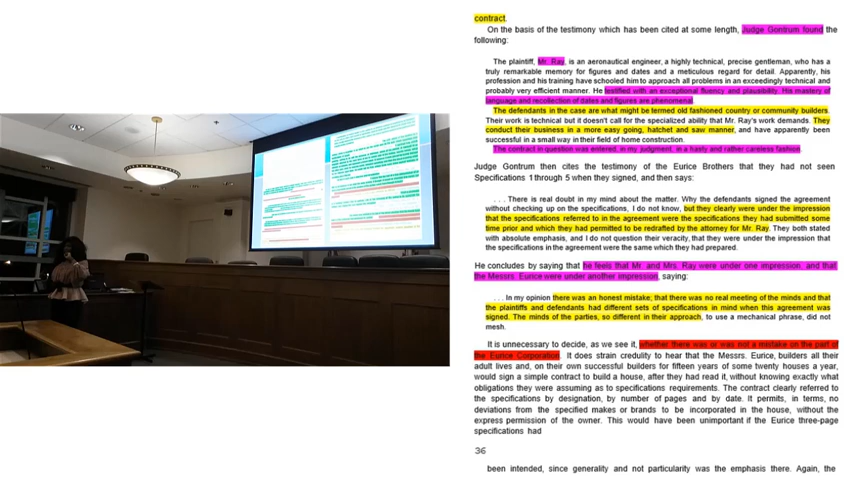 contract.
On the basis of the testimony which has been cited at some length, Judge Gontrum found the
following:
The plaintiff, Mr. Ray, is an aeronautical engineer, a highly technical, precise gentleman, who has a
truly remarkable memory for figures and dates and a meticulous regard for detail. Apparently, his
profession and his training have schooled him to approach all problems in an exceedingly technical and
probably very efficient manner. He testified with an exceptional fluency and plausibility. His mastery of
language and recollection of dates and figures are phenomenal.
The defendants in the case are what might be termed old fashioned country or community builders.
Their work is technical but it doesn't call for the specialized ability that Mr. Ray's work demands. They
conduct their business in a more easy going, hatchet and saw manner, and have apparently been
successful in a small way in their field of home construction.
The contract in question was entered, in my judgment, in a hasty and rather careless fashion.
Judge Gontrum then cites the testimony of the Eurice Brothers that they had not seen
Specifications 1 through 5 when they signed, and then says:
. . . There is real doubt in my mind about the matter. Why the defendants signed the agreement
without checking up on the specifications, I do not know, but they clearly were under the impression
that the specifications referred to in the agreement were the specifications they had submitted some
time prior and which they had permitted to be redrafted by the attorney for Mr. Ray. They both stated
with absolute emphasis, and I do not question their veracity, that they were under the impression that
the specifications in the agreement were the same which they had prepared.
He concludes by saying that he feels that Mr. and Mrs. Ray were under one impression, and that
the Messrs. Eurice were under another impression, saying:
. . . In my opinion there was an honest mistake; that there was no real meeting of the minds and that
the plaintiffs and defendants had different sets of specifications in mind when this agreement was
signed. The minds of the parties, so different in their approach, to use a mechanical phrase, did not
mesh.
It is unnecessary to decide, as we see it, whether there was or was not a mistake on the part of
the Eurice Corporation. It does strain credulity to hear that the Messrs. Eurice, builders all their
adult lives and, on their own successful builders for fifteen years of some twenty houses a year,
would sign a simple contract to build a house, after they had read it, without knowing exactly what
obligations they were assuming as to specifications requirements. The contract clearly referred to
the specifications by designation, by number of pages and by date. It permits, in terms, no
deviations from the specified makes or brands to be incorporated in the house, without the
express permission of the owner. This would have been unimportant if the Eurice three-page
specifications had
36
been intended, since generality and not particularity was the emphasis there. Again, the